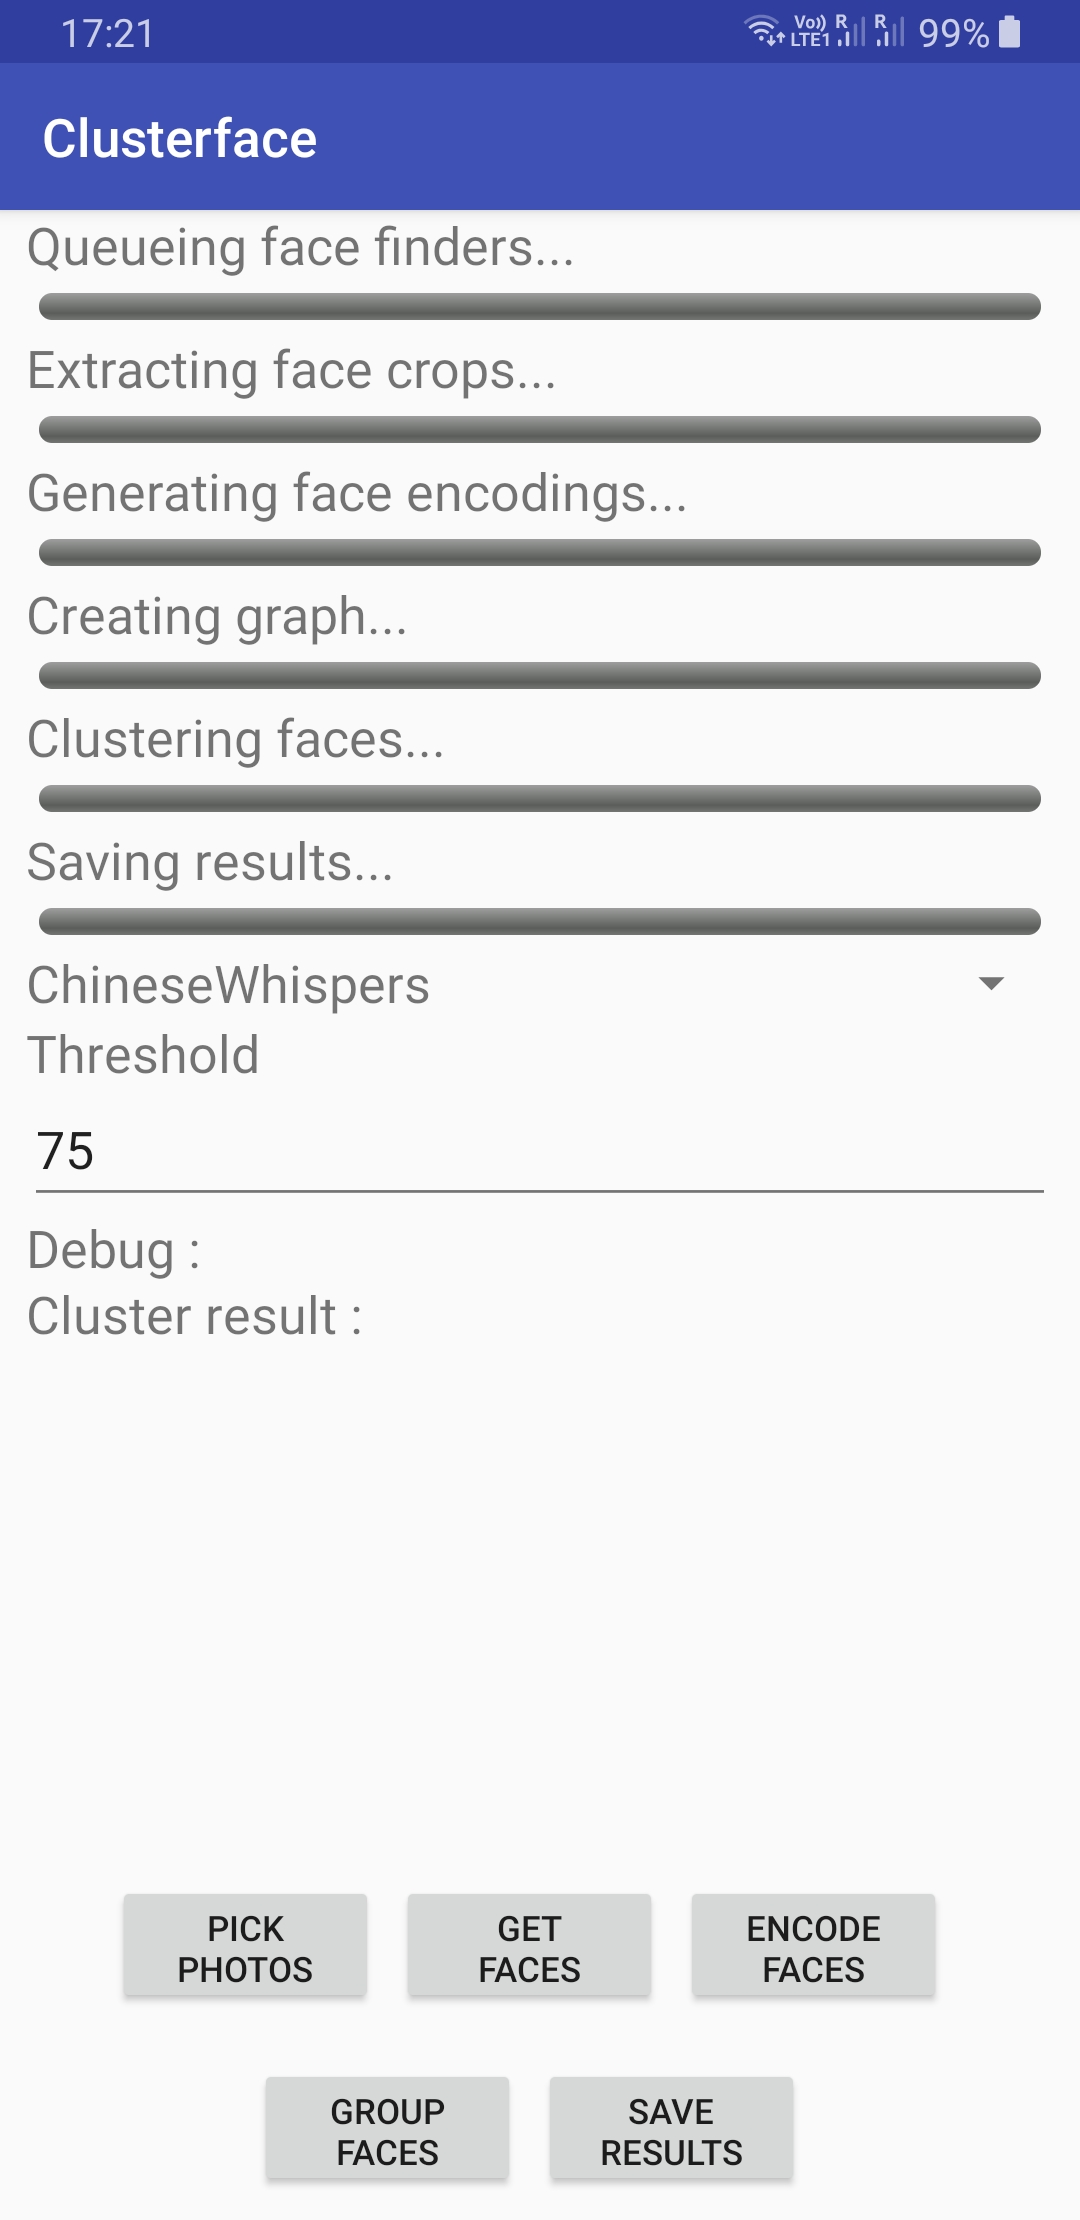 17:21 Vo)) LTE1 R R 99%
Clusterface
Queueing face finders...
Extracting face crops...
Generating face encodings...
Creating graph...
Clustering faces...
Saving results...
ChineseWhispers
Threshold
75
Debug :
Cluster result :
PICK PHOTOS
GET FACES
ENCODE FACES
GROUP FACES
SAVE RESULTS